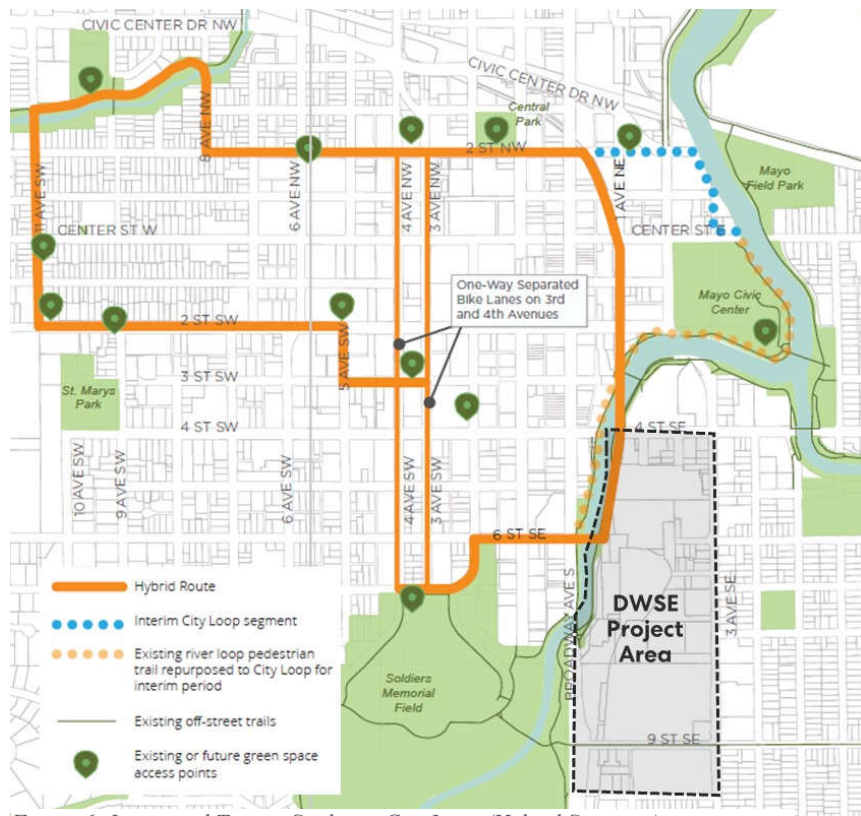 CIVIC CENTER DR NW
CIVIC CENTER DR NW
Central
Park
8 AVE NW
2 ST NW
6 AVE NW
4 AVE NW
3 AVE NW
1 AVE NE
Mayo
Field Park
11 AVE SW
CENTER ST W
CENTER ST E
One-Way Separated
Bike Lanes on 3rd
and 4th Avenues
Mayo Civic
Center
2 ST SW
5 AVE SW
3 ST SW
St. Marys
Park
4 ST SW
4 ST SE
10 AVE SW
9 AVE SW
6 AVE SW
4 AVE SW
3 AVE SW
6 ST SE
BROADWAY AVE S
DWSE
Project
Area
3 AVE SE
Hybrid Route
Interim City Loop segment
Existing river loop pedestrian
trail repurposed to City Loop for
interim period
Existing off-street trails
Existing or future green space
access points
Soldiers
Memorial
Field
9 ST SE